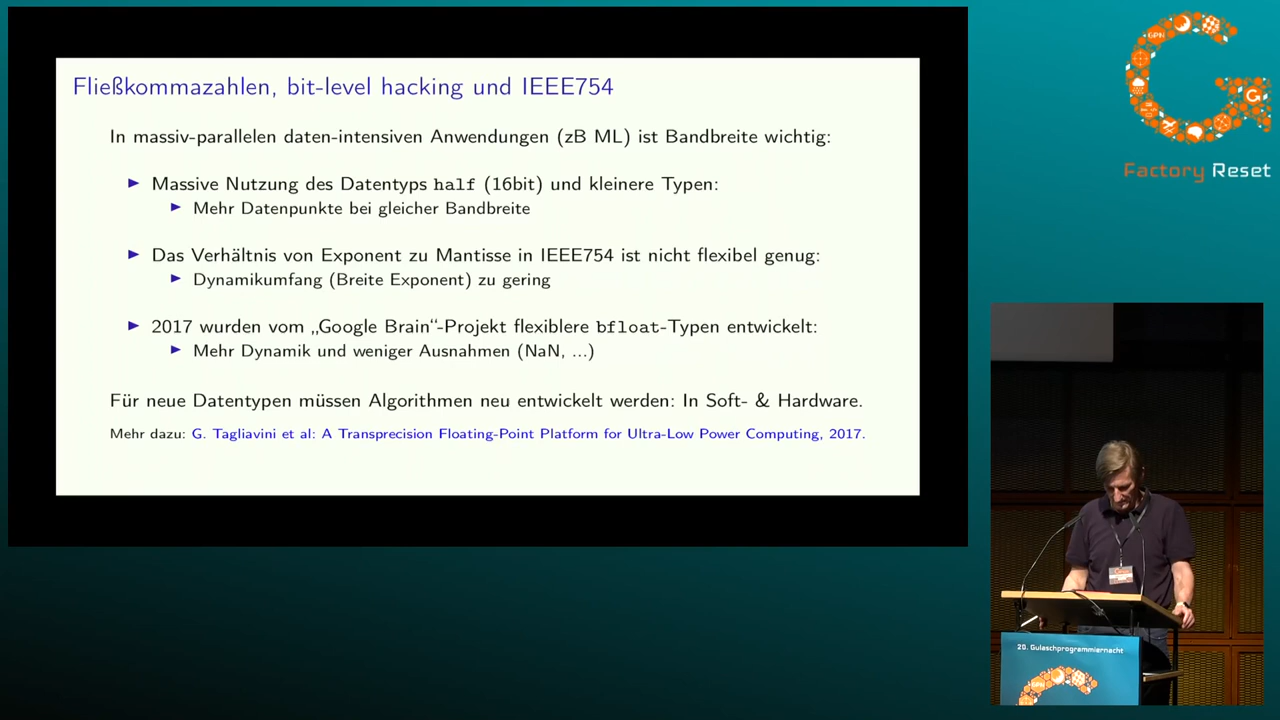 Fließkommazahlen, bit-level hacking und IEEE754
In massiv-parallelen daten-intensiven Anwendungen (zB ML) ist Bandbreite wichtig:
Massive Nutzung des Datentyps half (16bit) und kleinere Typen:
Mehr Datenpunkte bei gleicher Bandbreite
Das Verhältnis von Exponent zu Mantisse in IEEE754 ist nicht flexibel genug:
Dynamikumfang (Breite Exponent) zu gering
2017 wurden vom „Google Brain“-Projekt flexiblere bfloat-Typen entwickelt:
Mehr Dynamik und weniger Ausnahmen (NaN, ...)
Für neue Datentypen müssen Algorithmen neu entwickelt werden: In Soft- & Hardware.
Mehr dazu: G. Tagliavini et al: A Transprecision Floating-Point Platform for Ultra-Low Power Computing, 2017.
GPN
G
Factory Reset
20. Gulaschprogrammiernacht